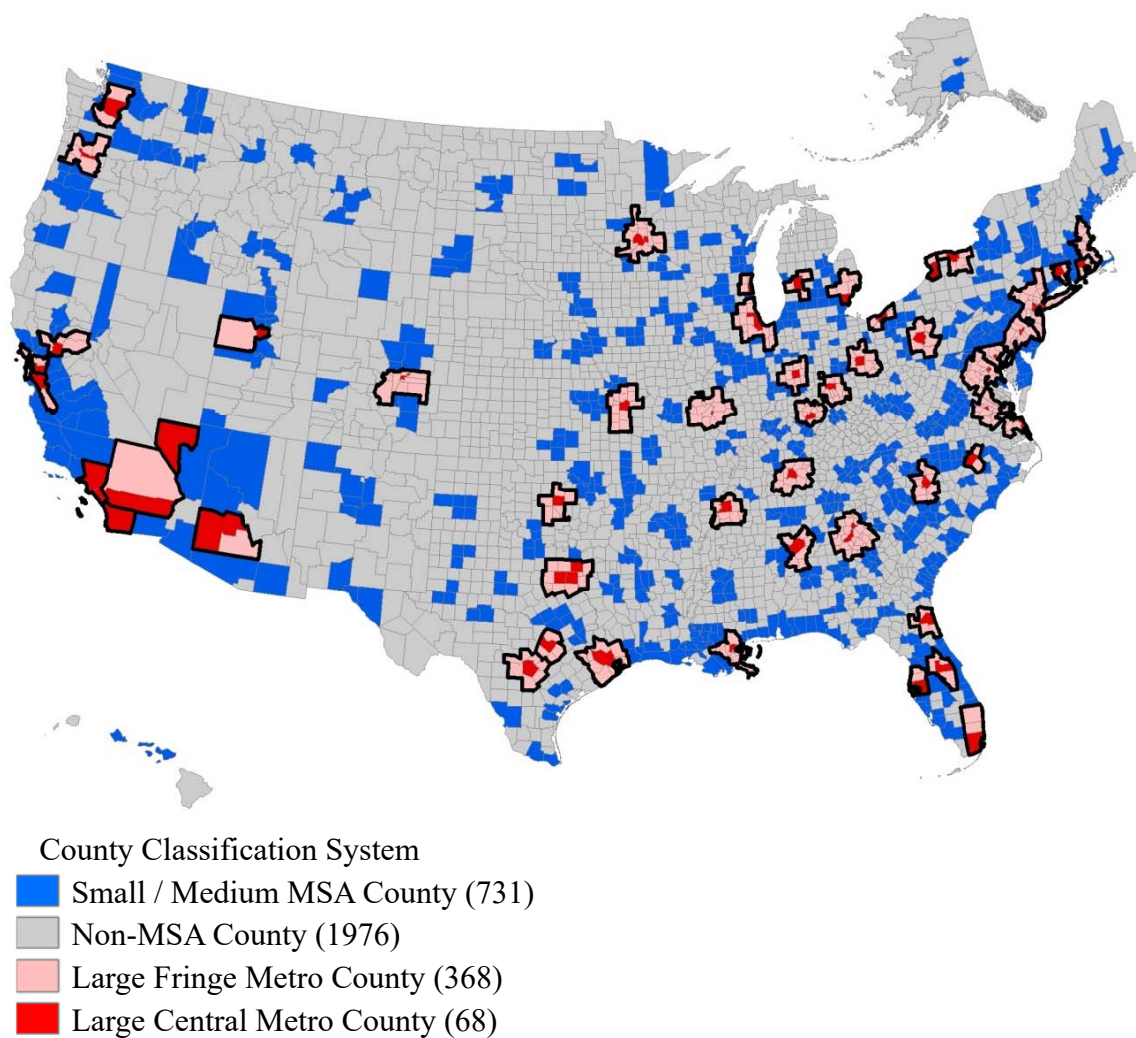 County Classification System
Small / Medium MSA County (731)
Non-MSA County (1976)
Large Fringe Metro County (368)
Large Central Metro County (68)